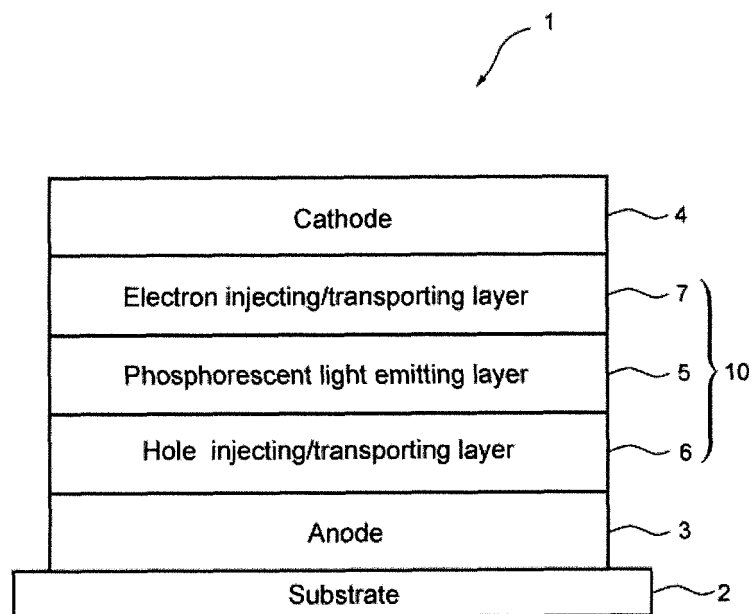 1
Cathode 4
Electron injecting/transporting layer 7
Phosphorescent light emitting layer 5 10
Hole injecting/transporting layer 6
Anode 3
Substrate 2